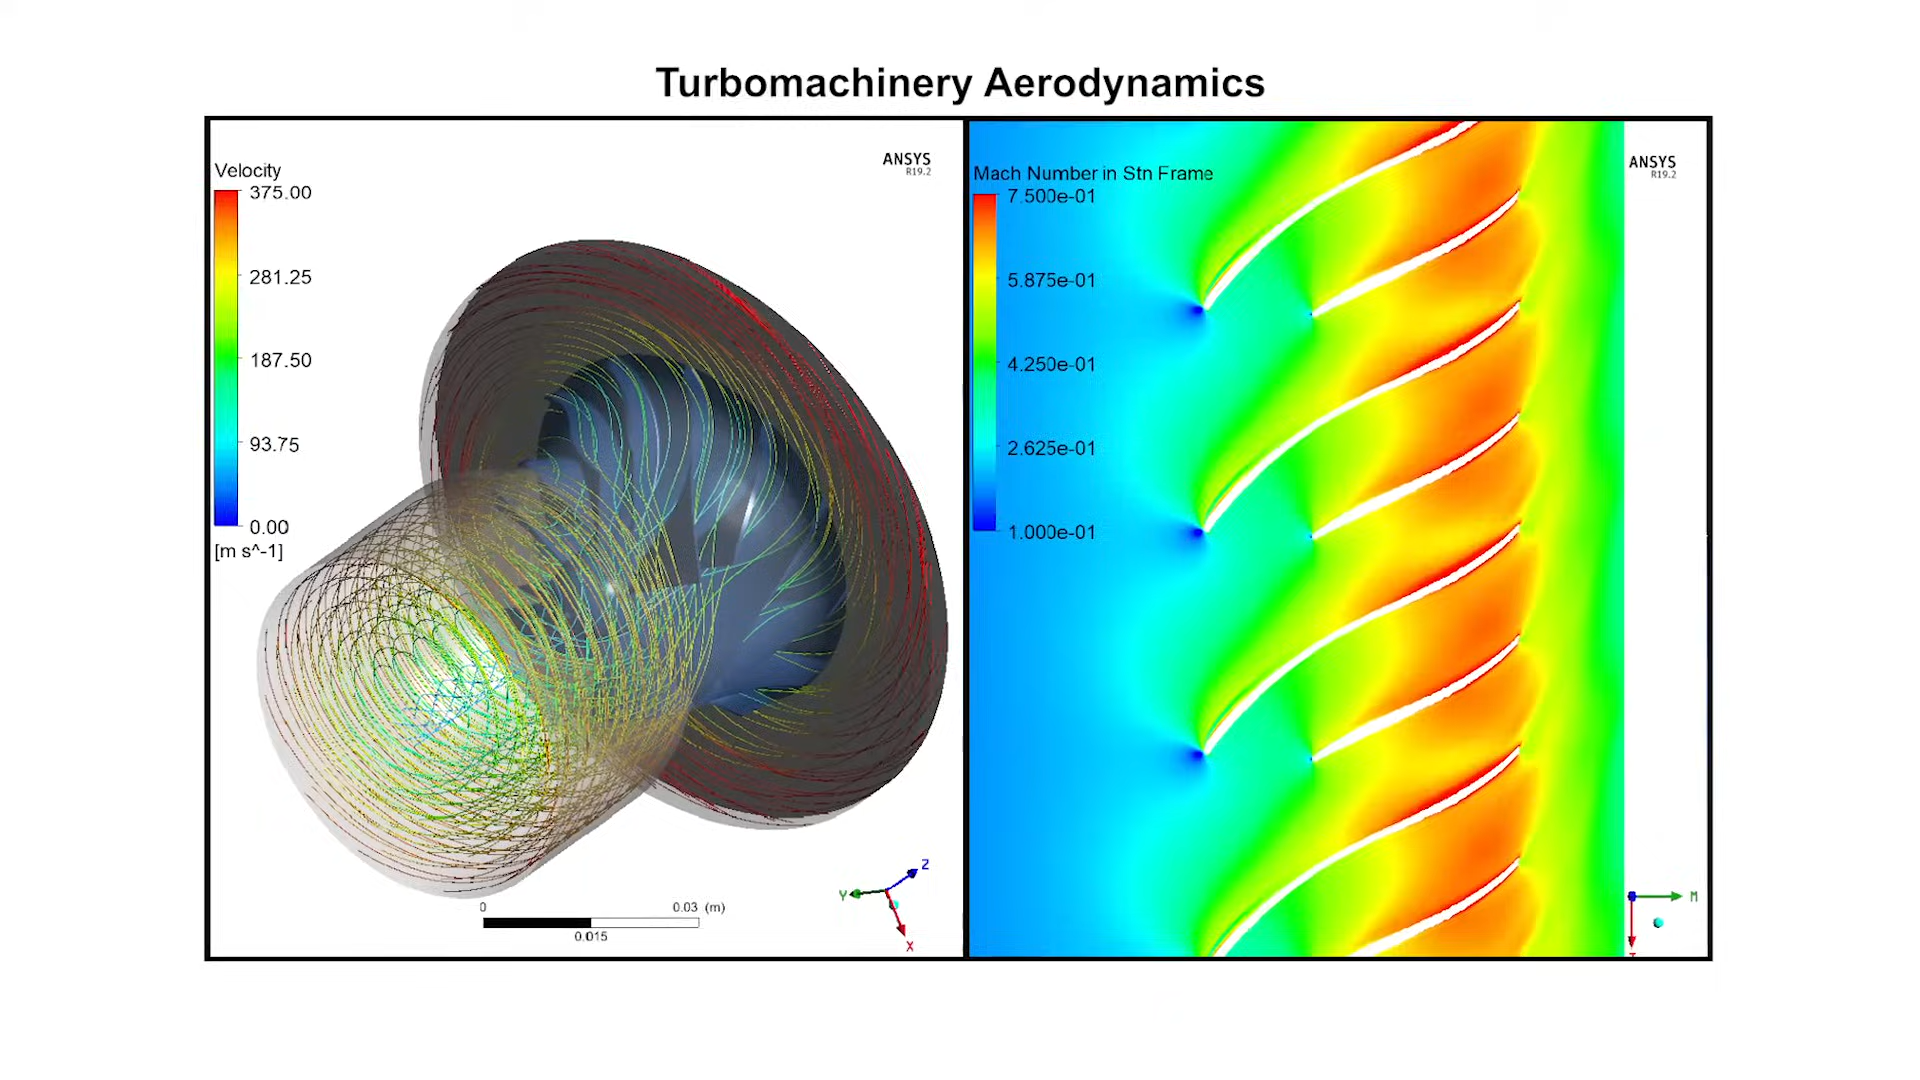 Turbomachinery Aerodynamics
Velocity
375.00
281.25
187.50
93.75
0.00
[m s^-1]
ANSYS
R19.2
0
0.03 (m)
0.015
Z
Y
X
Mach Number in Stn Frame
7.500e-01
5.875e-01
4.250e-01
2.625e-01
1.000e-01
ANSYS
R19.2
M